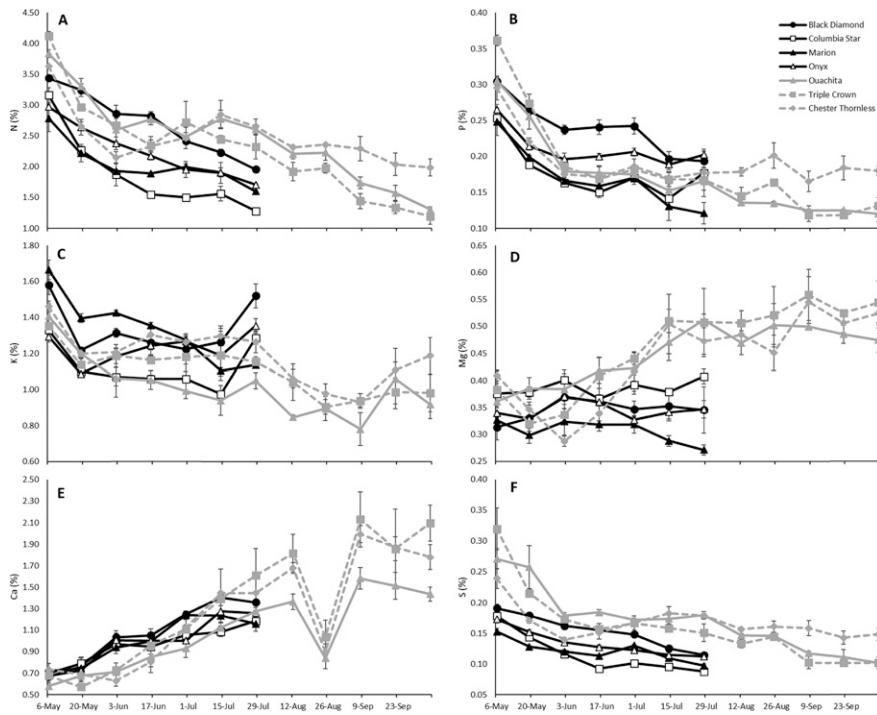 A
N (%)
4.50
4.00
3.50
3.00
2.50
2.00
1.50
1.00
B
P (%)
0.40
0.35
0.30
0.25
0.20
0.15
0.10
Black Diamond
Columbia Star
Marion
Onyx
Ouachita
Triple Crown
Chester Thornless
C
K (%)
1.80
1.60
1.40
1.20
1.00
0.80
0.60
D
Mg (%)
0.65
0.60
0.55
0.50
0.45
0.40
0.35
0.30
0.25
E
Ca (%)
2.50
2.30
2.10
1.90
1.70
1.50
1.30
1.10
0.90
0.70
0.50
6-May 20-May 3-Jun 17-Jun 1-Jul 15-Jul 29-Jul 12-Aug 26-Aug 9-Sep 23-Sep
F
S (%)
0.40
0.35
0.30
0.25
0.20
0.15
0.10
0.05
6-May 20-May 3-Jun 17-Jun 1-Jul 15-Jul 29-Jul 12-Aug 26-Aug 9-Sep 23-Sep